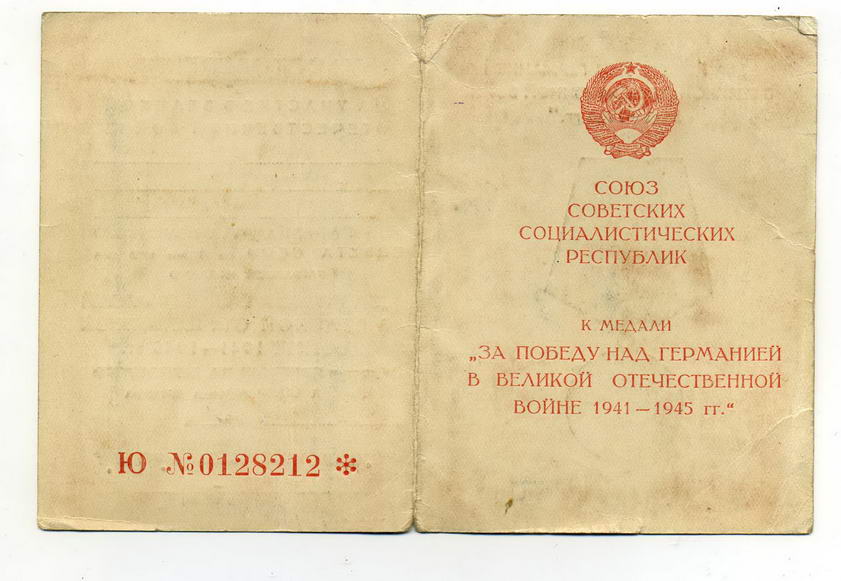 Ю №0128212 *
СОЮЗ
СОВЕТСКИХ
СОЦИАЛИСТИЧЕСКИХ
РЕСПУБЛИК
К МЕДАЛИ
„ЗА ПОБЕДУ НАД ГЕРМАНИЕЙ
В ВЕЛИКОЙ ОТЕЧЕСТВЕННОЙ
ВОЙНЕ 1941—1945 гг.“